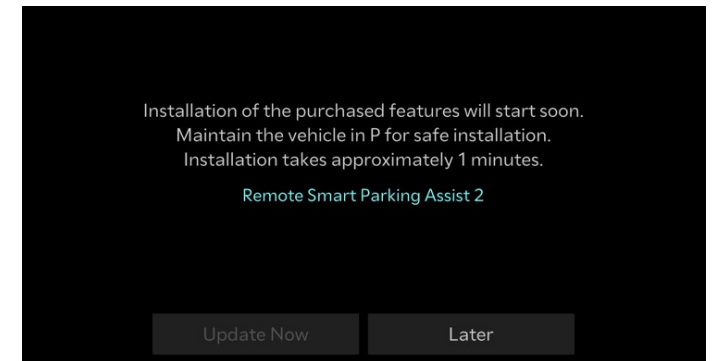 Installation of the purchased features will start soon.
Maintain the vehicle in P for safe installation.
Installation takes approximately 1 minutes.
Remote Smart Parking Assist 2
Update Now
Later